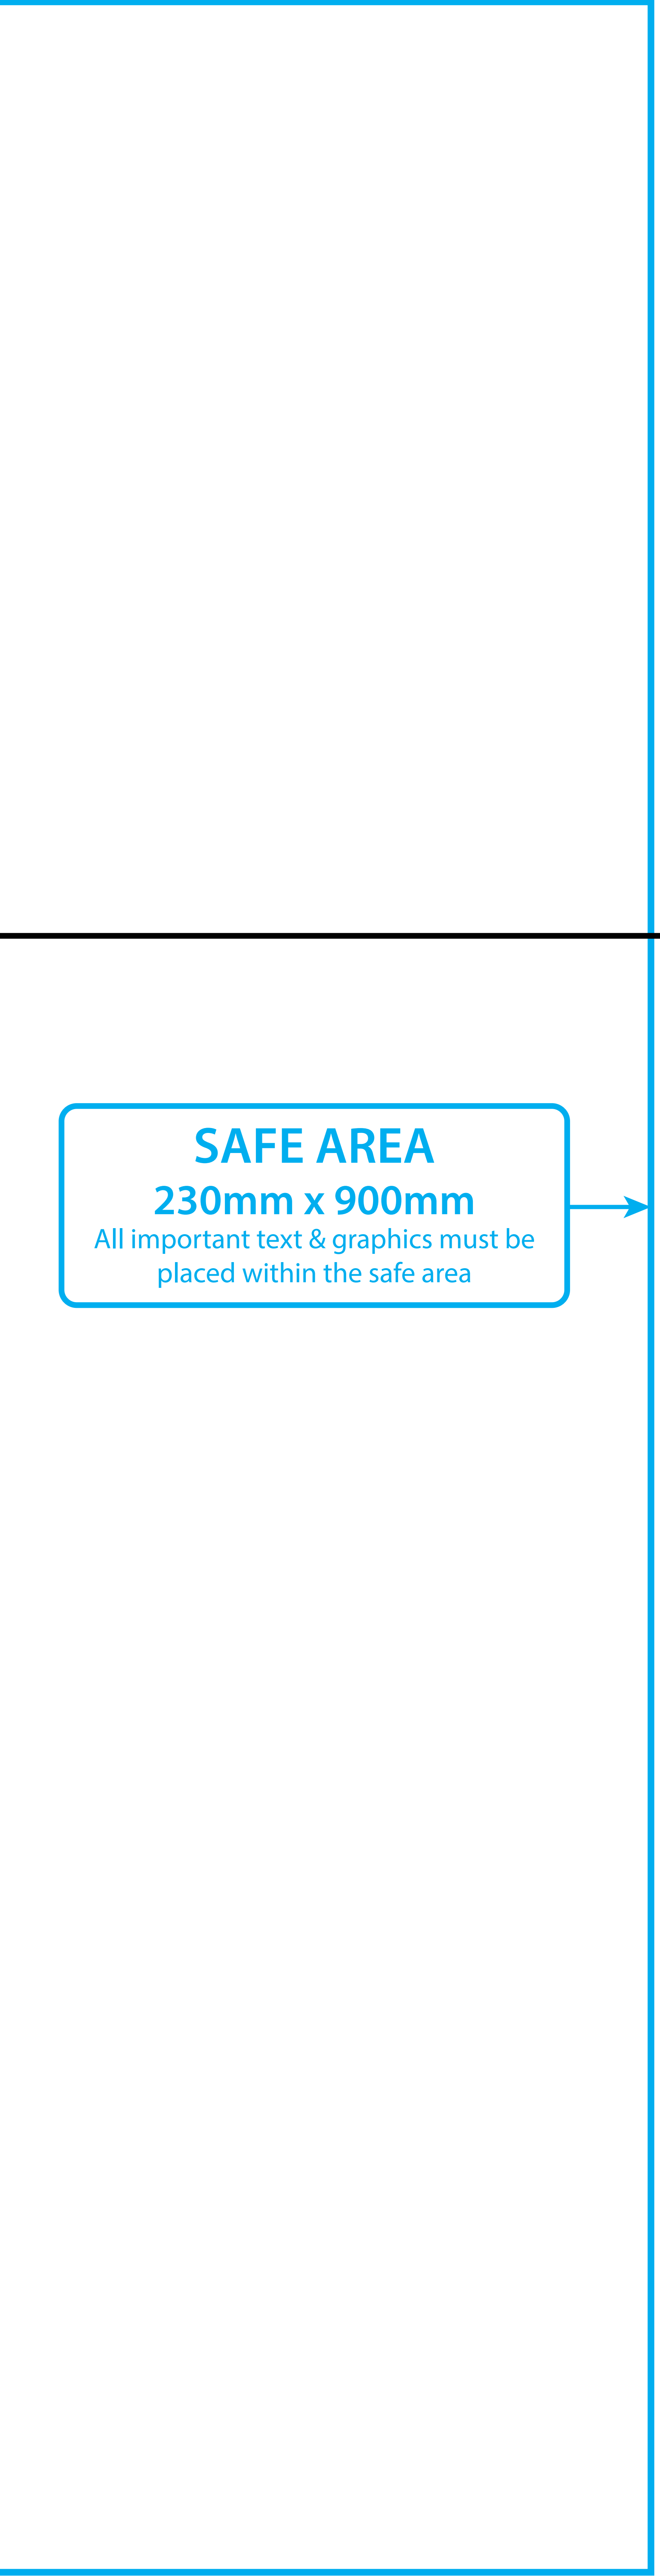 SAFE AREA
230mm x 900mm
All important text & graphics must be
placed within the safe area